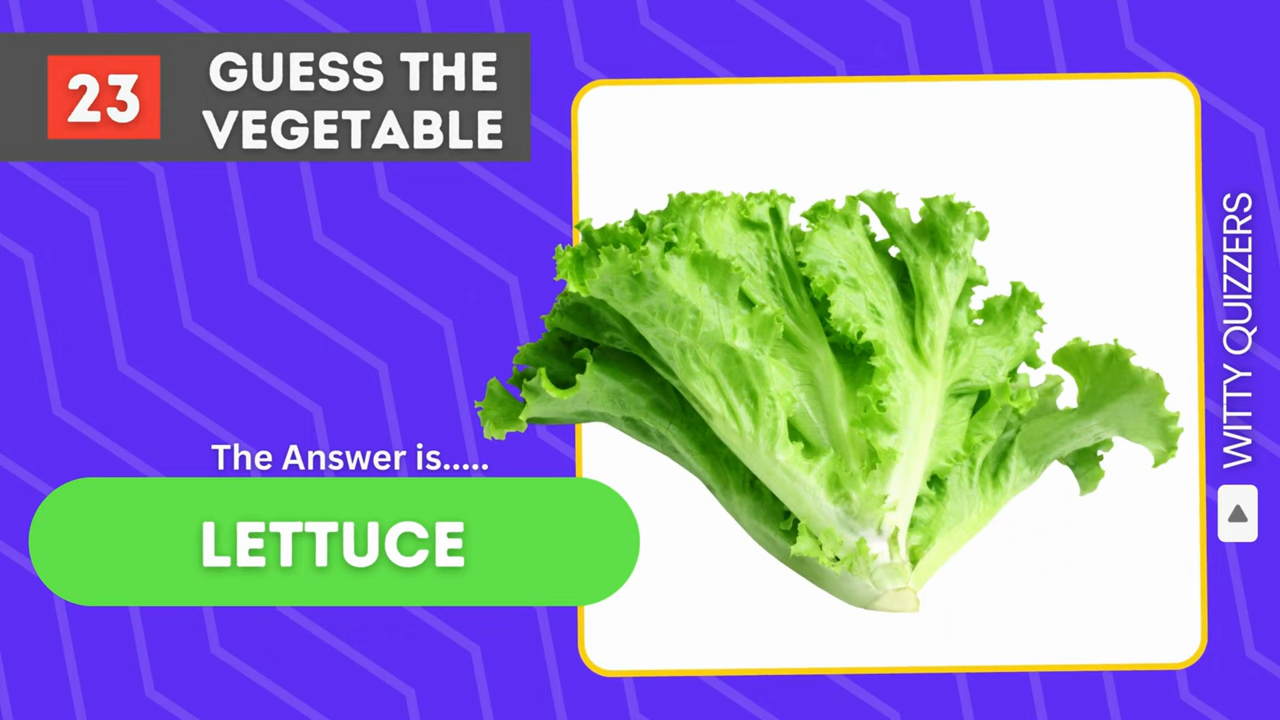 23
GUESS THE
VEGETABLE
The Answer is.....
LETTUCE
WITTY QUIZZERS